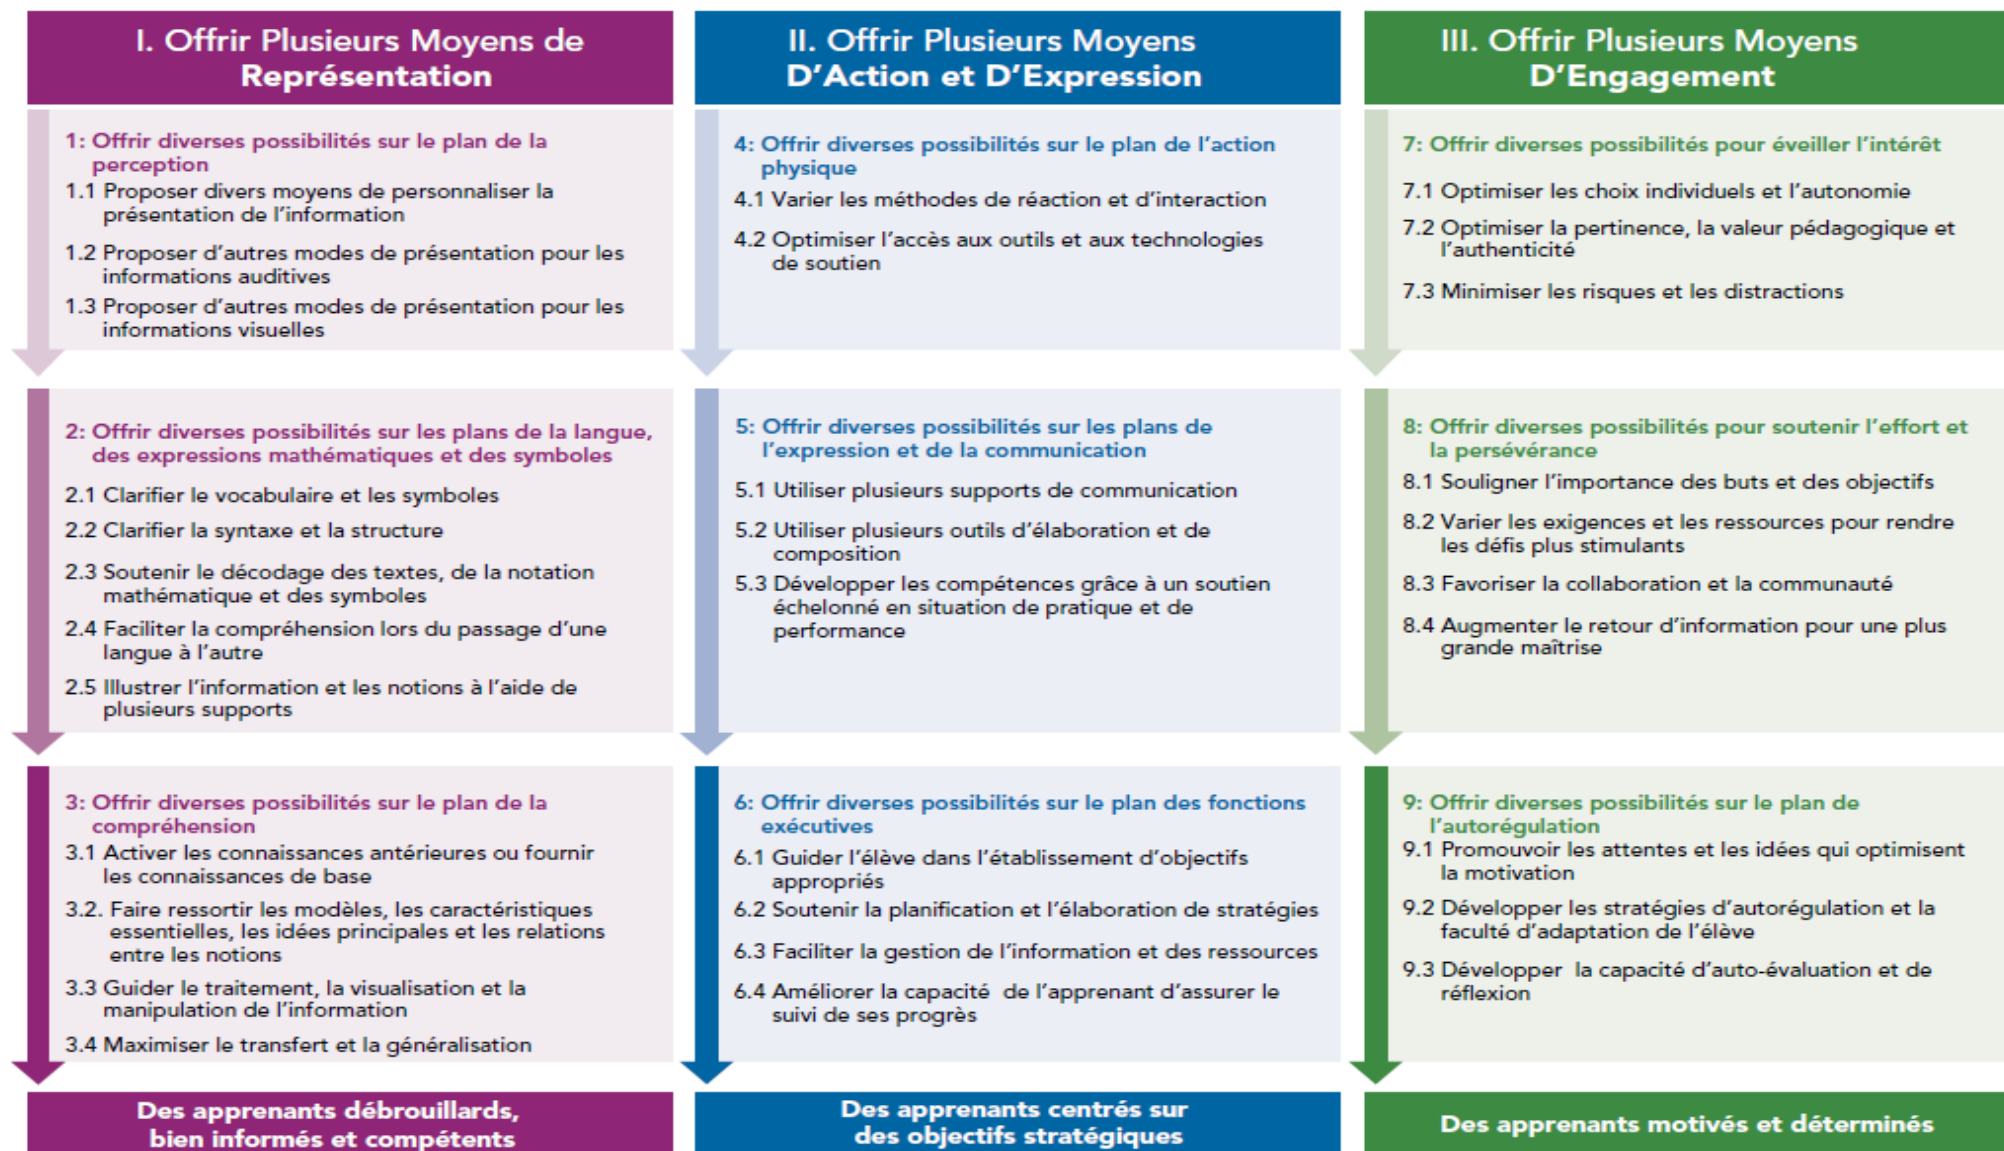 I. Offrir Plusieurs Moyens de
Représentation
1: Offrir diverses possibilités sur le plan de la
perception
1.1 Proposer divers moyens de personnaliser la
présentation de l'information
1.2 Proposer d'autres modes de présentation pour les
informations auditives
1.3 Proposer d'autres modes de présentation pour les
informations visuelles
2: Offrir diverses possibilités sur les plans de la langue,
des expressions mathématiques et des symboles
2.1 Clarifier le vocabulaire et les symboles
2.2 Clarifier la syntaxe et la structure
2.3 Soutenir le décodage des textes, de la notation
mathématique et des symboles
2.4 Faciliter la compréhension lors du passage d'une
langue à l'autre
2.5 Illustrer l'information et les notions à l'aide de
plusieurs supports
3: Offrir diverses possibilités sur le plan de la
compréhension
3.1 Activer les connaissances antérieures ou fournir
les connaissances de base
3.2. Faire ressortir les modèles, les caractéristiques
essentielles, les idées principales et les relations
entre les notions
3.3 Guider le traitement, la visualisation et la
manipulation de l'information
3.4 Maximiser le transfert et la généralisation
Des apprenants débrouillards,
bien informés et compétents
II. Offrir Plusieurs Moyens
D'Action et D'Expression
4: Offrir diverses possibilités sur le plan de l'action
physique
4.1 Varier les méthodes de réaction et d'interaction
4.2 Optimiser l'accès aux outils et aux technologies
de soutien
5: Offrir diverses possibilités sur les plans de
l'expression et de la communication
5.1 Utiliser plusieurs supports de communication
5.2 Utiliser plusieurs outils d'élaboration et de
composition
5.3 Développer les compétences grâce à un soutien
échelonné en situation de pratique et de
performance
6: Offrir diverses possibilités sur le plan des fonctions
exécutives
6.1 Guider l'élève dans l'établissement d'objectifs
appropriés
6.2 Soutenir la planification et l'élaboration de stratégies
6.3 Faciliter la gestion de l'information et des ressources
6.4 Améliorer la capacité de l'apprenant d'assurer le
suivi de ses progrès
Des apprenants centrés sur
des objectifs stratégiques
III. Offrir Plusieurs Moyens
D'Engagement
7: Offrir diverses possibilités pour éveiller l'intérêt
7.1 Optimiser les choix individuels et l'autonomie
7.2 Optimiser la pertinence, la valeur pédagogique et
l'authenticité
7.3 Minimiser les risques et les distractions
8: Offrir diverses possibilités pour soutenir l'effort et
la persévérance
8.1 Souligner l'importance des buts et des objectifs
8.2 Varier les exigences et les ressources pour rendre
les défis plus stimulants
8.3 Favoriser la collaboration et la communauté
8.4 Augmenter le retour d'information pour une plus
grande maîtrise
9: Offrir diverses possibilités sur le plan de
l'autorégulation
9.1 Promouvoir les attentes et les idées qui optimisent
la motivation
9.2 Développer les stratégies d'autorégulation et la
faculté d'adaptation de l'élève
9.3 Développer la capacité d'auto-évaluation et de
réflexion
Des apprenants motivés et déterminés